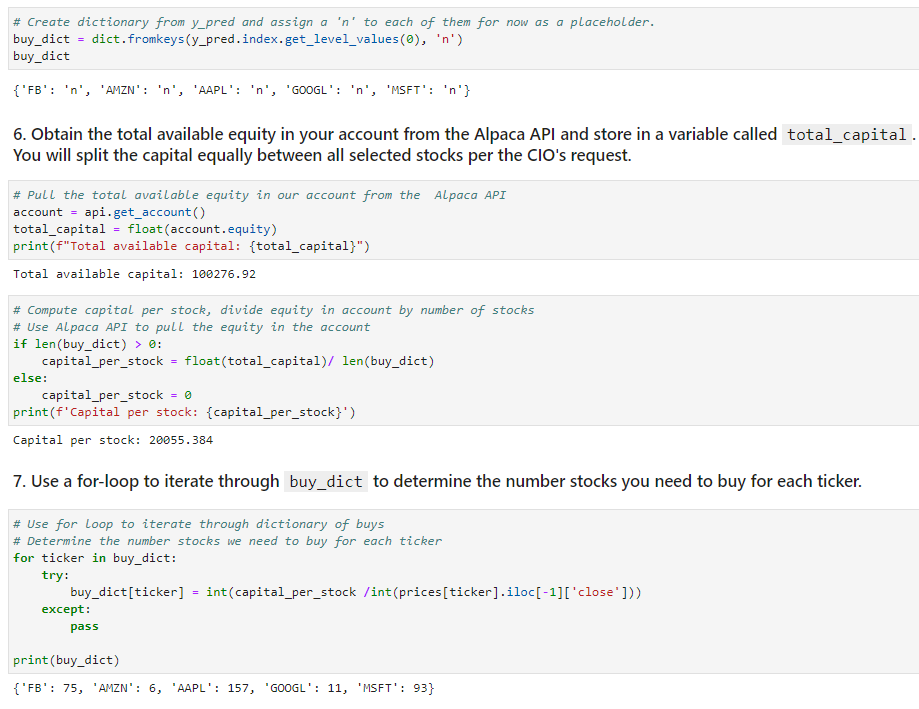 # Create dictionary from y_pred and assign a 'n' to each of them for now as a placeholder.
buy_dict = dict.fromkeys(y_pred.index.get_level_values(0), 'n')
buy_dict
{'FB': 'n', 'AMZN': 'n', 'AAPL': 'n', 'GOOGL': 'n', 'MSFT': 'n'}
6. Obtain the total available equity in your account from the Alpaca API and store in a variable called total_capital.
You will split the capital equally between all selected stocks per the CIO's request.
# Pull the total available equity in our account from the  Alpaca API
account = api.get_account()
total_capital = float(account.equity)
print(f"Total available capital: {total_capital}")
Total available capital: 100276.92
# Compute capital per stock, divide equity in account by number of stocks
# Use Alpaca API to pull the equity in the account
if len(buy_dict) > 0:
    capital_per_stock = float(total_capital)/ len(buy_dict)
else:
    capital_per_stock = 0
print(f'Capital per stock: {capital_per_stock}')
Capital per stock: 20055.384
7. Use a for-loop to iterate through buy_dict to determine the number stocks you need to buy for each ticker.
# Use for loop to iterate through dictionary of buys
# Determine the number stocks we need to buy for each ticker
for ticker in buy_dict:
    try:
        buy_dict[ticker] = int(capital_per_stock /int(prices[ticker].iloc[-1]['close']))
    except:
        pass
print(buy_dict)
{'FB': 75, 'AMZN': 6, 'AAPL': 157, 'GOOGL': 11, 'MSFT': 93}